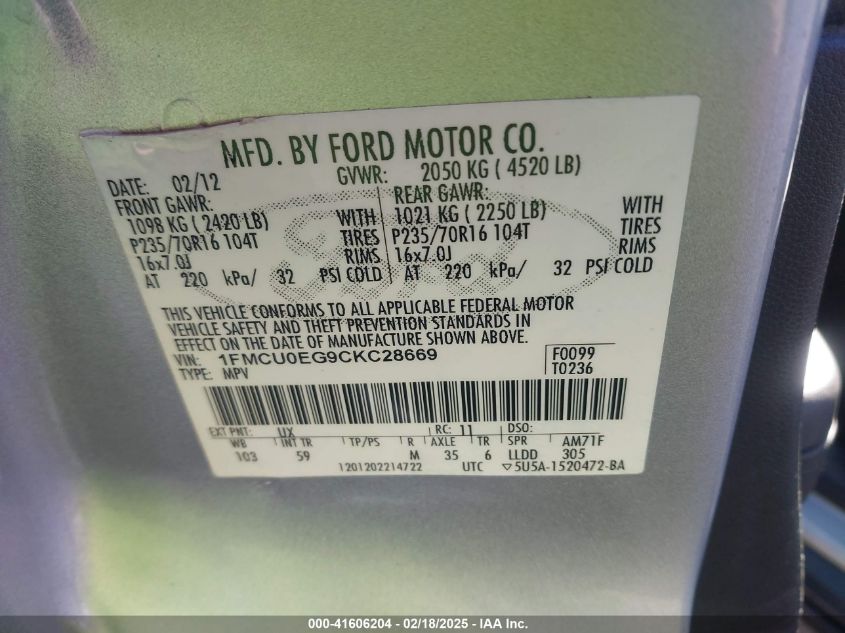 MFD. BY FORD MOTOR CO.
DATE: 02/12 GVWR: 2050 KG ( 4520 LB)
FRONT GAWR: REAR GAWR:
1098 KG ( 2420 LB) WITH 1021 KG ( 2250 LB) WITH
P235/70R16 104T TIRES P235/70R16 104T TIRES
16x7.0J RIMS 16x7.0J RIMS
AT 220 kPa/ 32 PSI COLD AT 220 kPa/ 32 PSI COLD
THIS VEHICLE CONFORMS TO ALL APPLICABLE FEDERAL MOTOR
VEHICLE SAFETY AND THEFT PREVENTION STANDARDS IN
EFFECT ON THE DATE OF MANUFACTURE SHOWN ABOVE.
VIN: 1FMCU0EG9CKC28669 F0099
TYPE: MPV T0236
EXT PNT: UX RC: 11 DSO:
WB INT TR TP/PS R AXLE TR SPR AM71F
103 59 M 35 6 LLDD 305
1201202214722 UTC ▽5U5A-1520472-BA
Ford
000-41606204 - 02/18/2025 - IAA Inc.